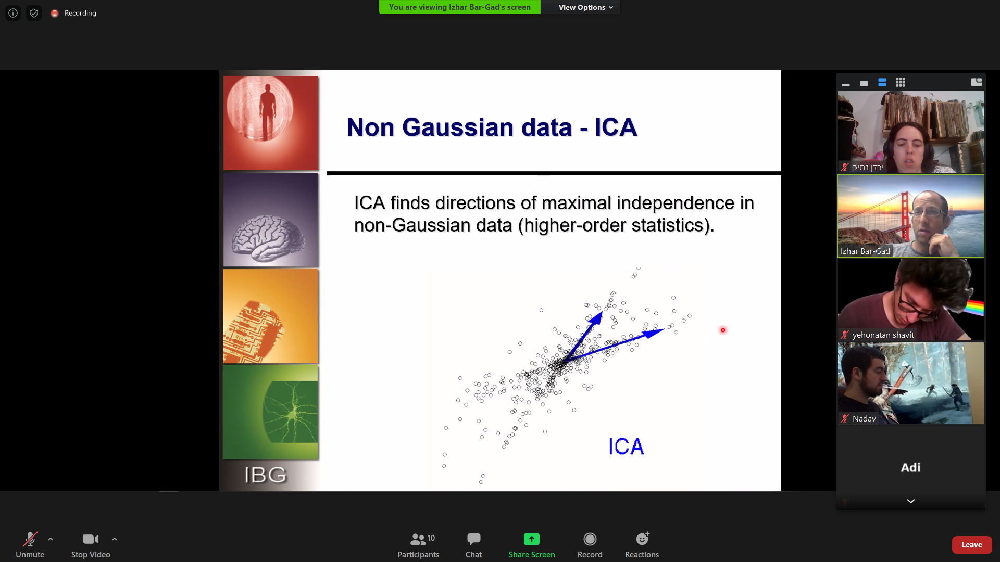 Recording
You are viewing Izhar Bar-Gad's screen
View Options
Non Gaussian data - ICA
ICA finds directions of maximal independence in
non-Gaussian data (higher-order statistics).
ICA
IBG
ירדן נתיב
Izhar Bar-Gad
yehonatan shavit
Nadav
Adi
Unmute
Stop Video
Participants
10
Chat
Share Screen
Record
Reactions
Leave